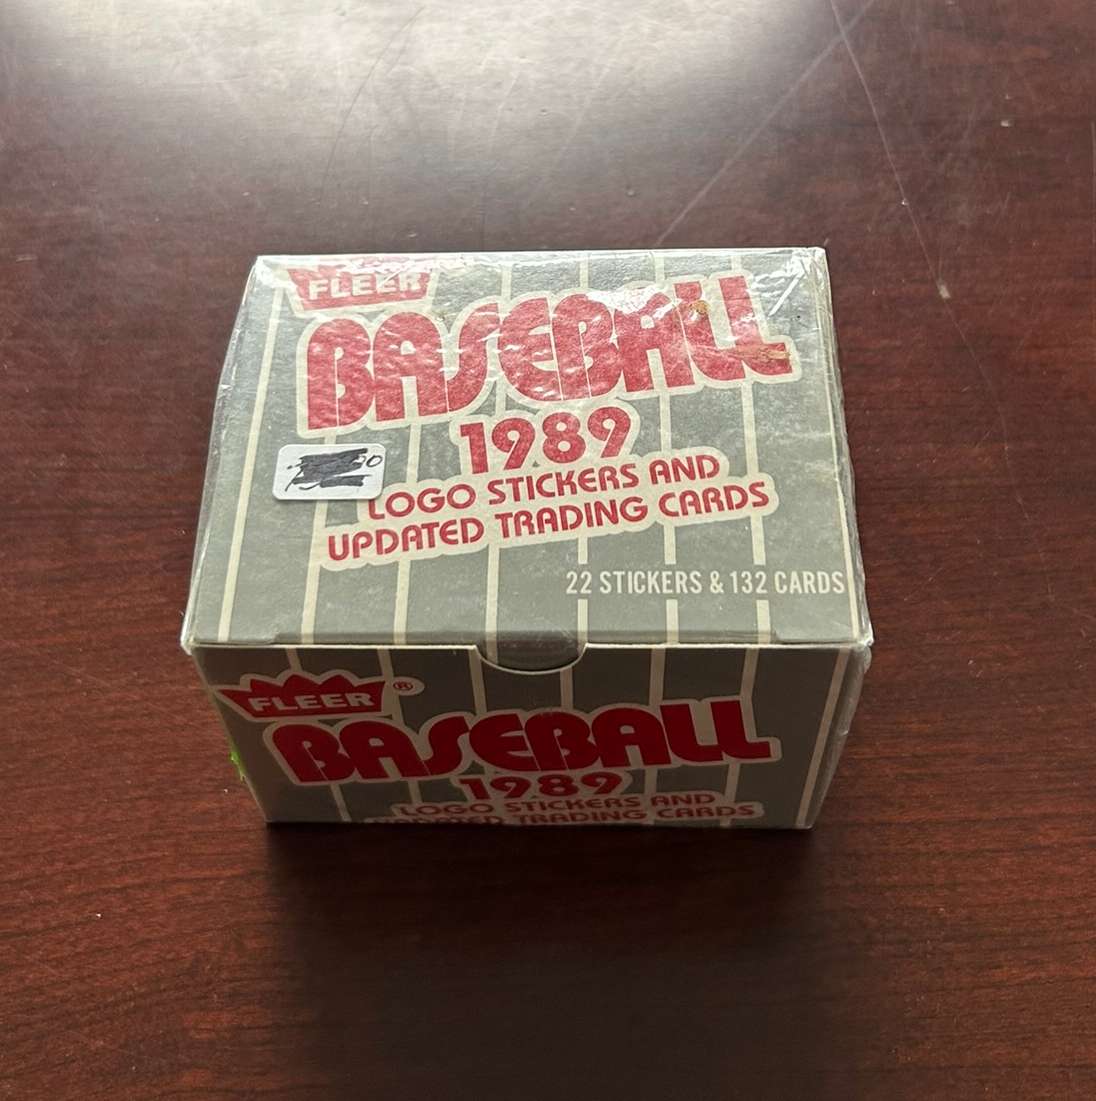 FLEER
BASEBALL
1989
LOGO STICKERS AND
UPDATED TRADING CARDS
22 STICKERS & 132 CARDS
FLEER ®
BASEBALL
1989
LOGO STICKERS AND
UPDATED TRADING CARDS